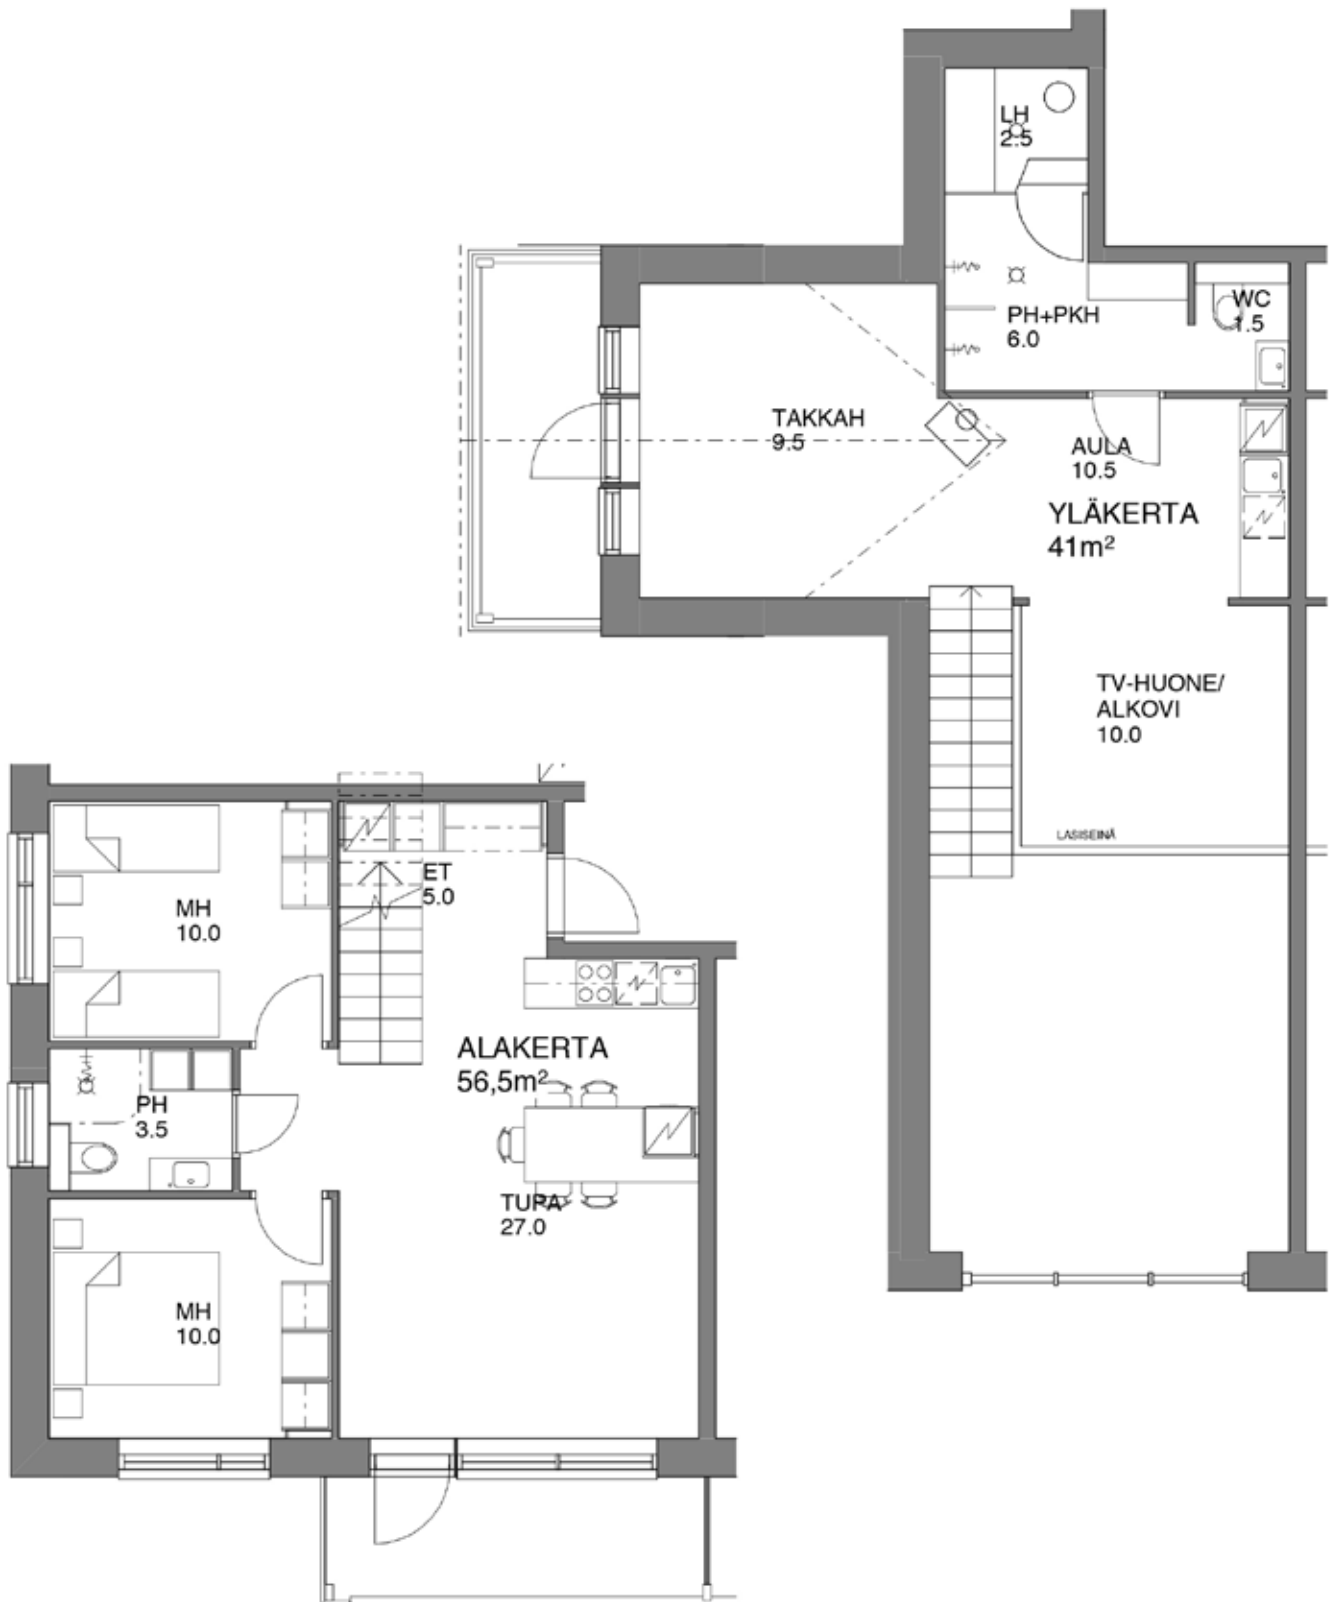 LH
2.5
PH+PKH
6.0
WC
1.5
TAKKAH
9.5
AULA
10.5
YLÄKERTA
41m²
TV-HUONE/
ALKOVI
10.0
LASISEINÄ
ET
5.0
MH
10.0
ALAKERTA
56,5m²
PH
3.5
TUPA
27.0
MH
10.0